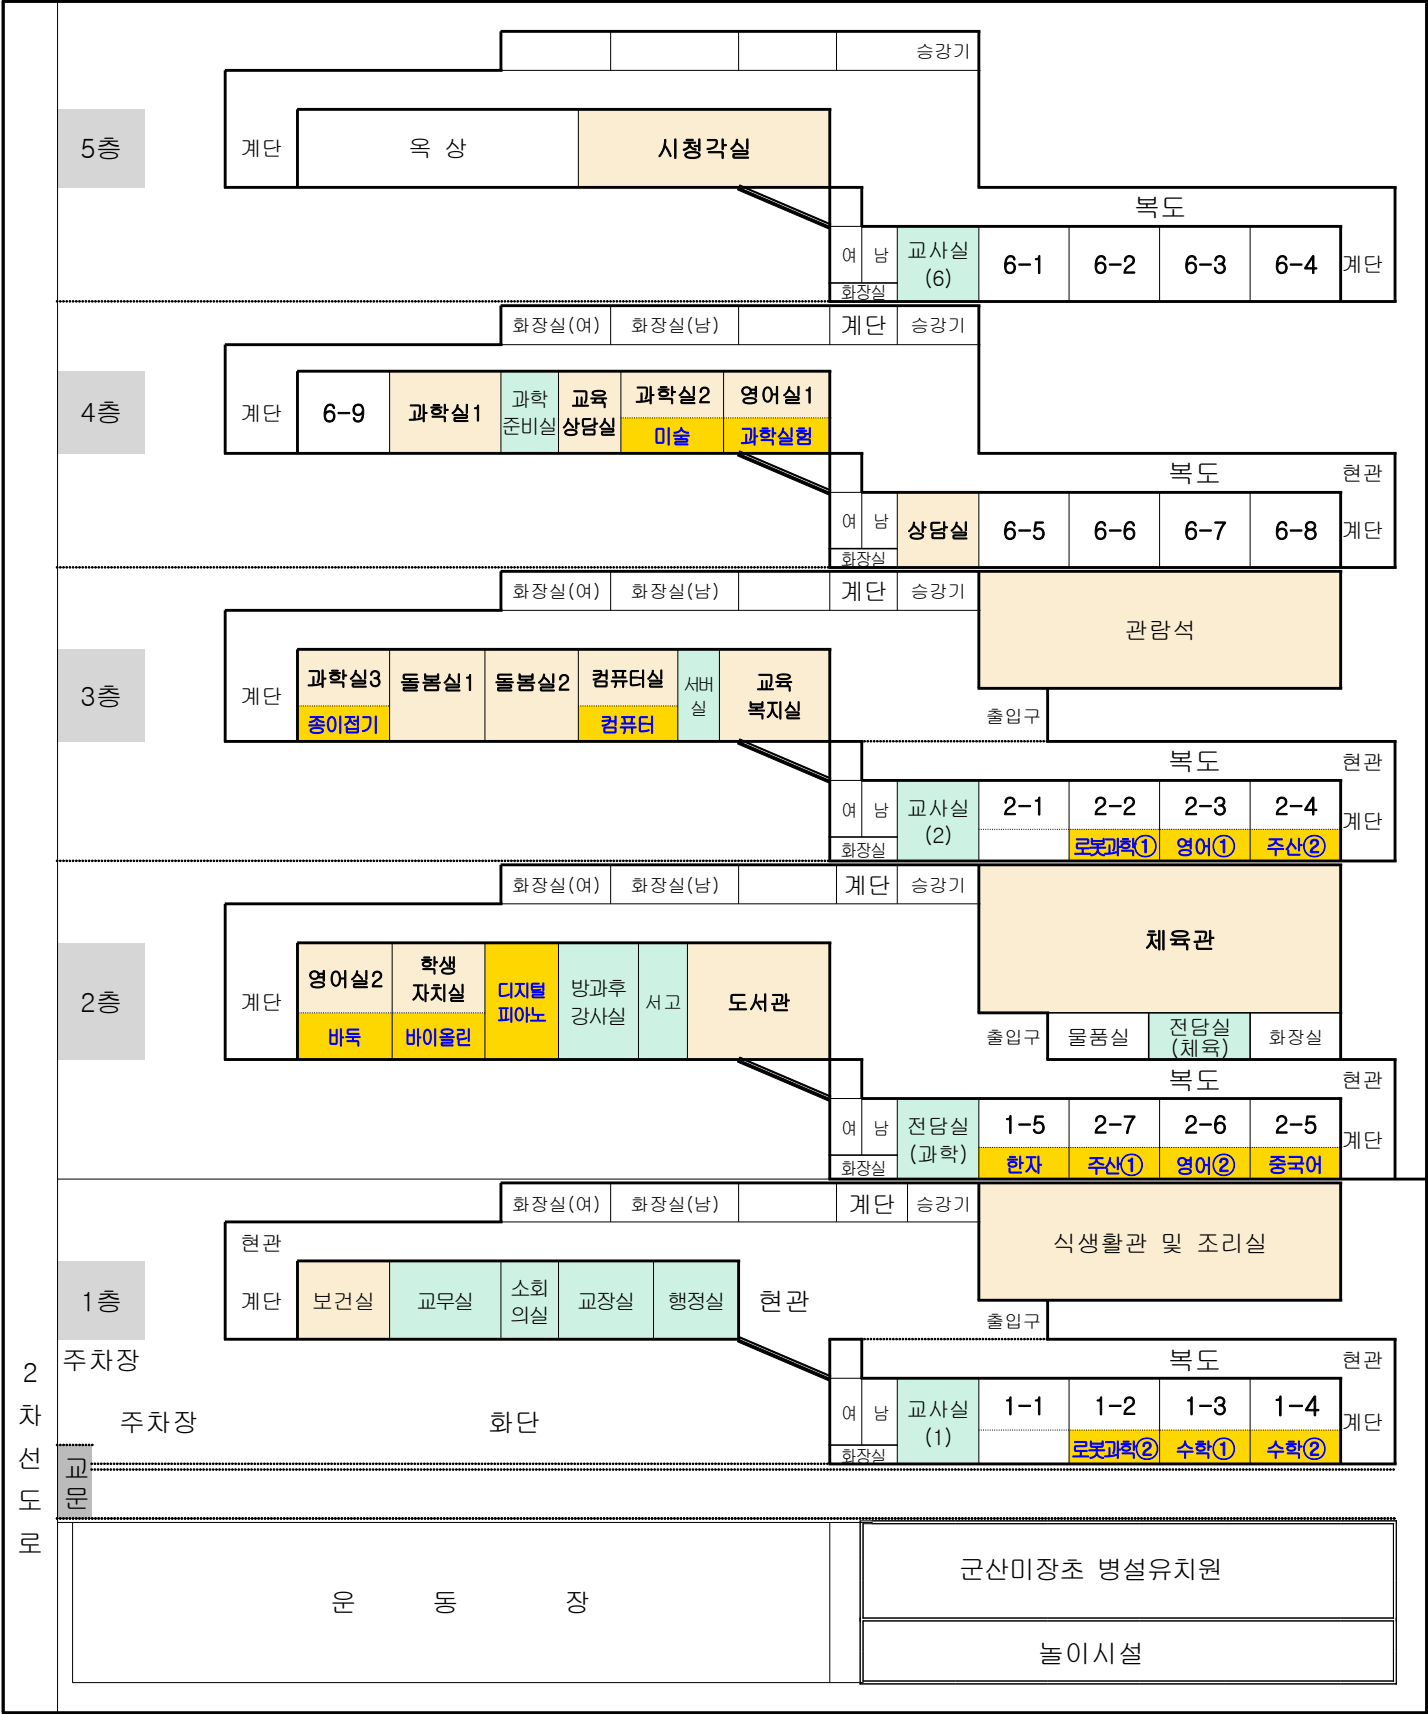 승강기
5층
계단
옥 상
시청각실
복도
여 남
화장실
교사실
(6)
6-1
6-2
6-3
6-4
계단
화장실(여)
화장실(남)
계단
승강기
4층
계단
6-9
과학실1
과학
준비실
교육
상담실
과학실2
미술
영어실1
과학실험
복도
현관
여 남
화장실
상담실
6-5
6-6
6-7
6-8
계단
화장실(여)
화장실(남)
계단
승강기
관람석
3층
계단
과학실3
종이접기
돌봄실1
돌봄실2
컴퓨터실
컴퓨터
서버
실
교육
복지실
출입구
복도
현관
여 남
화장실
교사실
(2)
2-1
2-2
로봇과학①
2-3
영어①
2-4
주산②
계단
화장실(여)
화장실(남)
계단
승강기
체육관
2층
계단
영어실2
바둑
학생
자치실
바이올린
디지털
피아노
방과후
강사실
서고
도서관
출입구
물품실
전담실
(체육)
화장실
복도
현관
여 남
화장실
전담실
(과학)
1-5
한자
2-7
주산①
2-6
영어②
2-5
중국어
계단
화장실(여)
화장실(남)
계단
승강기
식생활관 및 조리실
현관
1층
계단
보건실
교무실
소회
의실
교장실
행정실
현관
출입구
주차장
복도
현관
여 남
화장실
교사실
(1)
1-1
1-2
로봇과학②
1-3
수학①
1-4
수학②
계단
주차장
화단
2
차
선
도
로
교
문
운 동 장
군산미장초 병설유치원
놀이시설